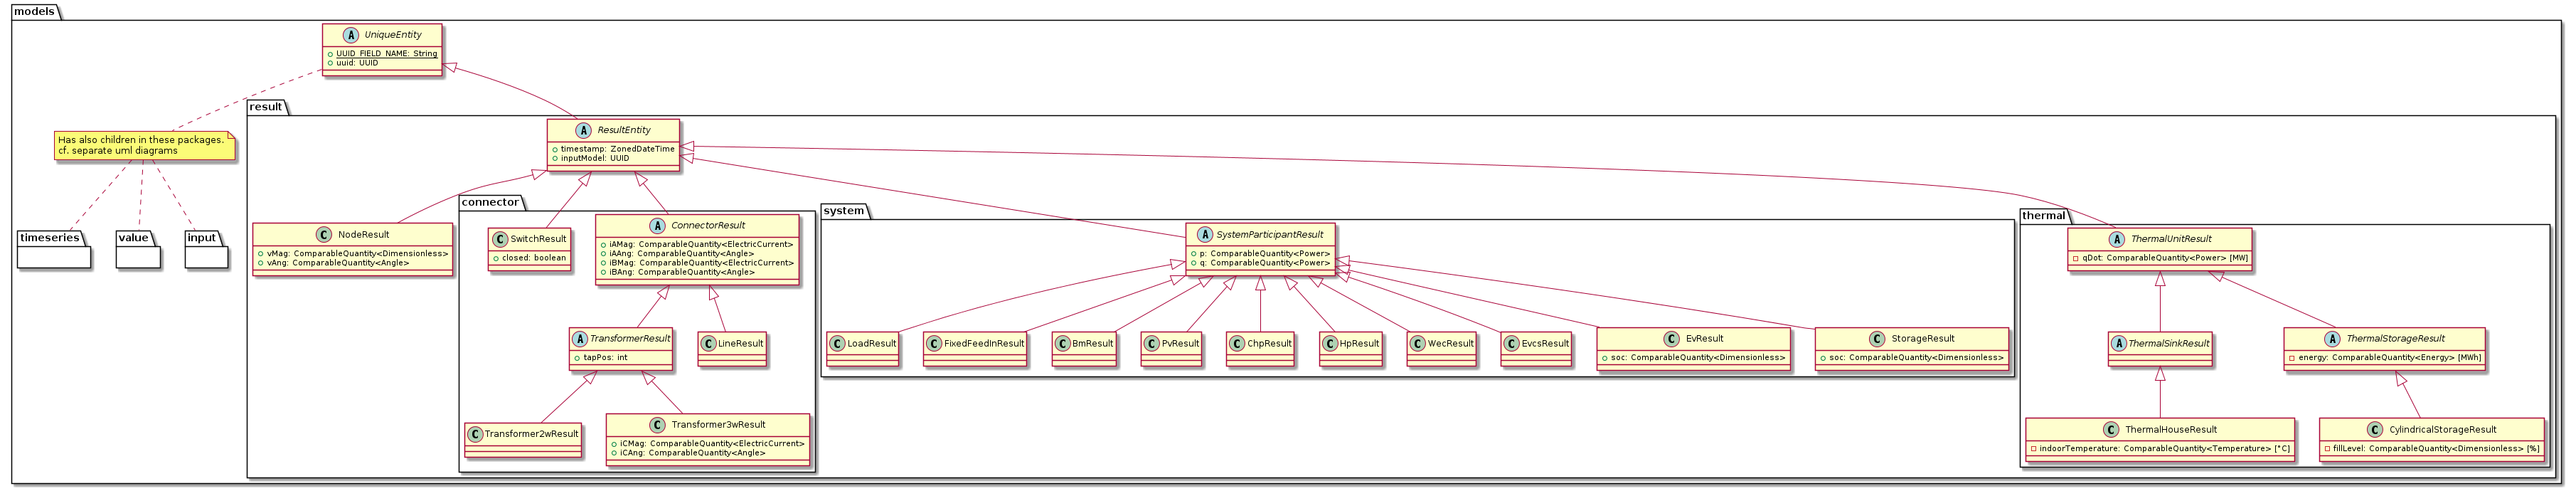 models
A UniqueEntity
UUID_FIELD_NAME: String
uuid: UUID
Has also children in these packages.
cf. separate uml diagrams
timeseries
value
input
result
A ResultEntity
timestamp: ZonedDateTime
inputModel: UUID
C NodeResult
vMag: ComparableQuantity<Dimensionless>
vAng: ComparableQuantity<Angle>
connector
C SwitchResult
closed: boolean
A ConnectorResult
iAMag: ComparableQuantity<ElectricCurrent>
iAAng: ComparableQuantity<Angle>
iBMag: ComparableQuantity<ElectricCurrent>
iBAng: ComparableQuantity<Angle>
A TransformerResult
tapPos: int
C LineResult
C Transformer2wResult
C Transformer3wResult
iCMag: ComparableQuantity<ElectricCurrent>
iCAng: ComparableQuantity<Angle>
system
A SystemParticipantResult
p: ComparableQuantity<Power>
q: ComparableQuantity<Power>
C LoadResult
C FixedFeedInResult
C BmResult
C PvResult
C ChpResult
C HpResult
C WecResult
C EvcsResult
C EvResult
soc: ComparableQuantity<Dimensionless>
C StorageResult
soc: ComparableQuantity<Dimensionless>
thermal
A ThermalUnitResult
qDot: ComparableQuantity<Power> [MW]
A ThermalSinkResult
A ThermalStorageResult
energy: ComparableQuantity<Energy> [MWh]
C ThermalHouseResult
indoorTemperature: ComparableQuantity<Temperature> [°C]
C CylindricalStorageResult
fillLevel: ComparableQuantity<Dimensionless> [%]